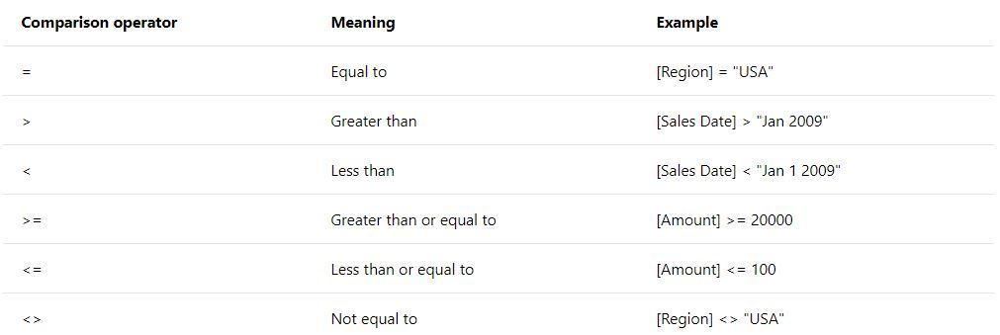 Comparison operator Meaning Example
= Equal to [Region] = "USA"
> Greater than [Sales Date] > "Jan 2009"
< Less than [Sales Date] < "Jan 1 2009"
>= Greater than or equal to [Amount] >= 20000
<= Less than or equal to [Amount] <= 100
<> Not equal to [Region] <> "USA"